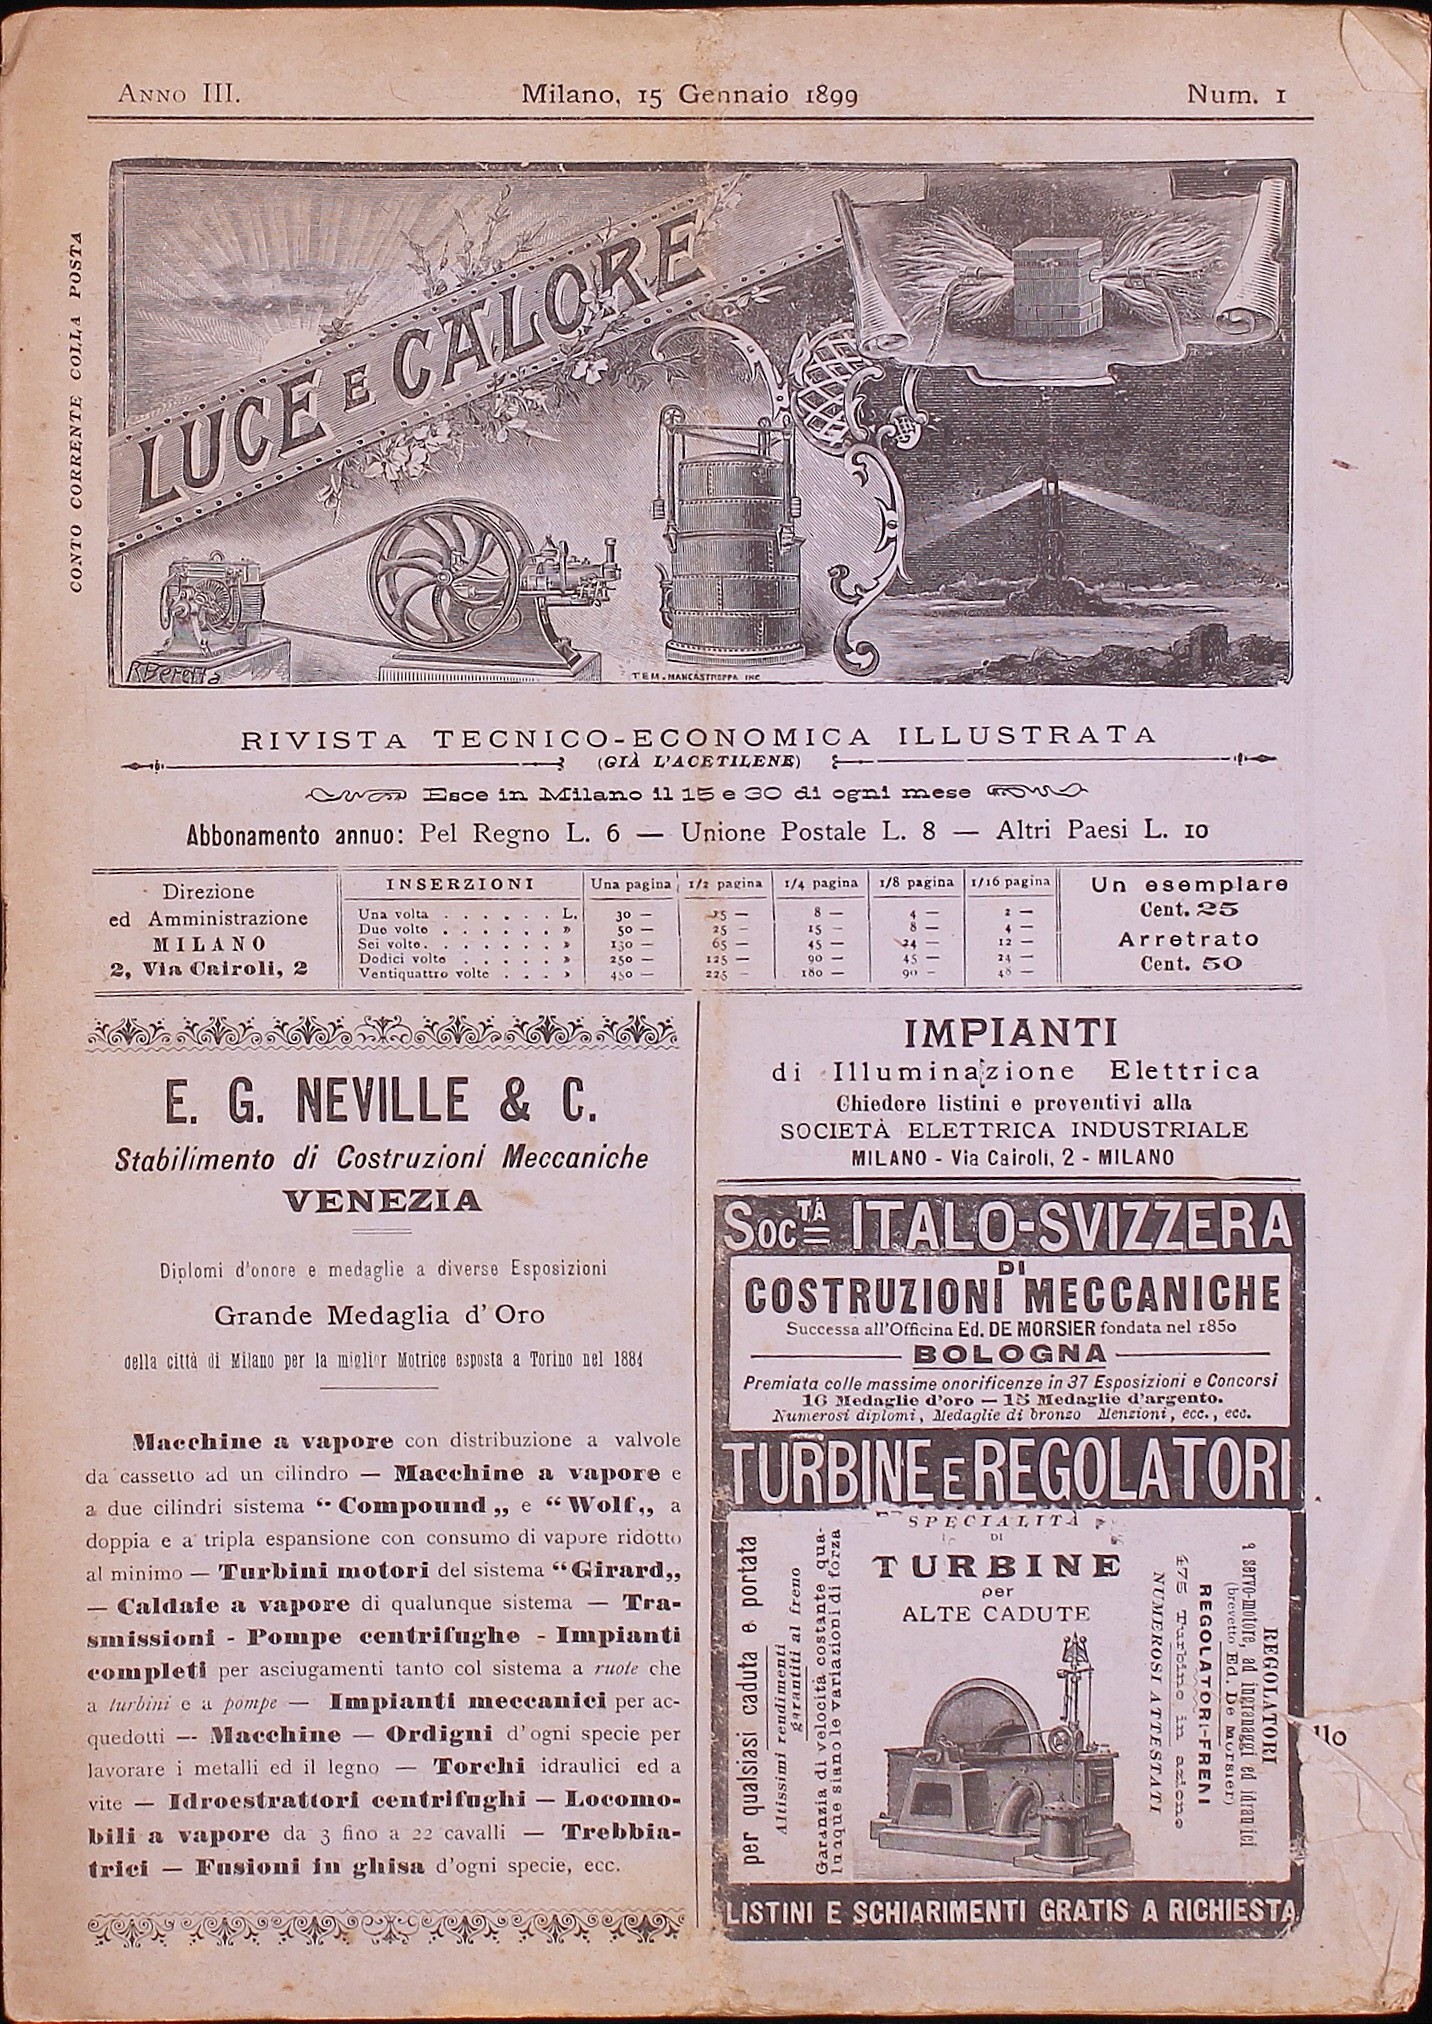 ANNO III.
Milano, 15 Gennaio 1899
Num. 1
CONTO CORRENTE COLLA POSTA
LUCE E CALORE
R Beretta
TEM. MANCASTROPPA INC
RIVISTA TECNICO-ECONOMICA ILLUSTRATA
(GIÀ L'ACETILENE)
Esce in Milano il 15 e 30 di ogni mese
Abbonamento annuo: Pel Regno L. 6 — Unione Postale L. 8 — Altri Paesi L. 10
Direzione
ed Amministrazione
MILANO
2, Via Cairoli, 2
INSERZIONI Una pagina 1/2 pagina 1/4 pagina 1/8 pagina 1/16 pagina
Una volta . . . . . . L. 30 — 15 — 8 — 4 — 2 —
Due volte . . . . . . » 50 — 25 — 15 — 8 — 4 —
Sei volte . . . . . . » 130 — 65 — 45 — 24 — 12 —
Dodici volte . . . . . » 250 — 125 — 90 — 45 — 24 —
Ventiquattro volte . . . » 450 — 225 — 180 — 90 — 48 —
Un esemplare
Cent. 25
Arretrato
Cent. 50
E. G. NEVILLE & C.
Stabilimento di Costruzioni Meccaniche
VENEZIA
Diplomi d'onore e medaglie a diverse Esposizioni
Grande Medaglia d'Oro
della città di Milano per la miglior Motrice esposta a Torino nel 1884
Macchine a vapore con distribuzione a valvole
da cassetto ad un cilindro — Macchine a vapore e
a due cilindri sistema “Compound„ e “Wolf„ a
doppia e a tripla espansione con consumo di vapore ridotto
al minimo — Turbini motori del sistema “Girard„
— Caldaie a vapore di qualunque sistema — Tra-
smissioni - Pompe centrifughe - Impianti
completi per asciugamenti tanto col sistema a ruote che
a turbini e a pompe — Impianti meccanici per ac-
quedotti — Macchine — Ordigni d'ogni specie per
lavorare i metalli ed il legno — Torchi idraulici ed a
vite — Idroestrattori centrifughi — Locomo-
bili a vapore da 3 fino a 22 cavalli — Trebbia-
trici — Fusioni in ghisa d'ogni specie, ecc.
IMPIANTI
di Illuminazione Elettrica
Chiedere listini e preventivi alla
SOCIETÀ ELETTRICA INDUSTRIALE
MILANO - Via Cairoli, 2 - MILANO
SOCTÀ ITALO-SVIZZERA
DI
COSTRUZIONI MECCANICHE
Successa all'Officina Ed. DE MORSIER fondata nel 1850
BOLOGNA
Premiata colle massime onorificenze in 37 Esposizioni e Concorsi
16 Medaglie d'oro — 15 Medaglie d'argento.
Numerosi diplomi, Medaglie di bronzo Menzioni, ecc., ecc.
TURBINE E REGOLATORI
SPECIALITÀ
DI
TURBINE
per
ALTE CADUTE
per qualsiasi caduta e portata
Altissimi rendimenti
garantiti al freno
Garanzia di velocità costante qua-
lunque siano le variazioni di forza
REGOLATORI
a servo-motore, ad ingranaggi ed idraulici
(brevetto Ed. De Morsier)
REGOLATORI-FRENI
475 Turbine in azione
NUMEROSI ATTESTATI
LISTINI E SCHIARIMENTI GRATIS A RICHIESTA
llo